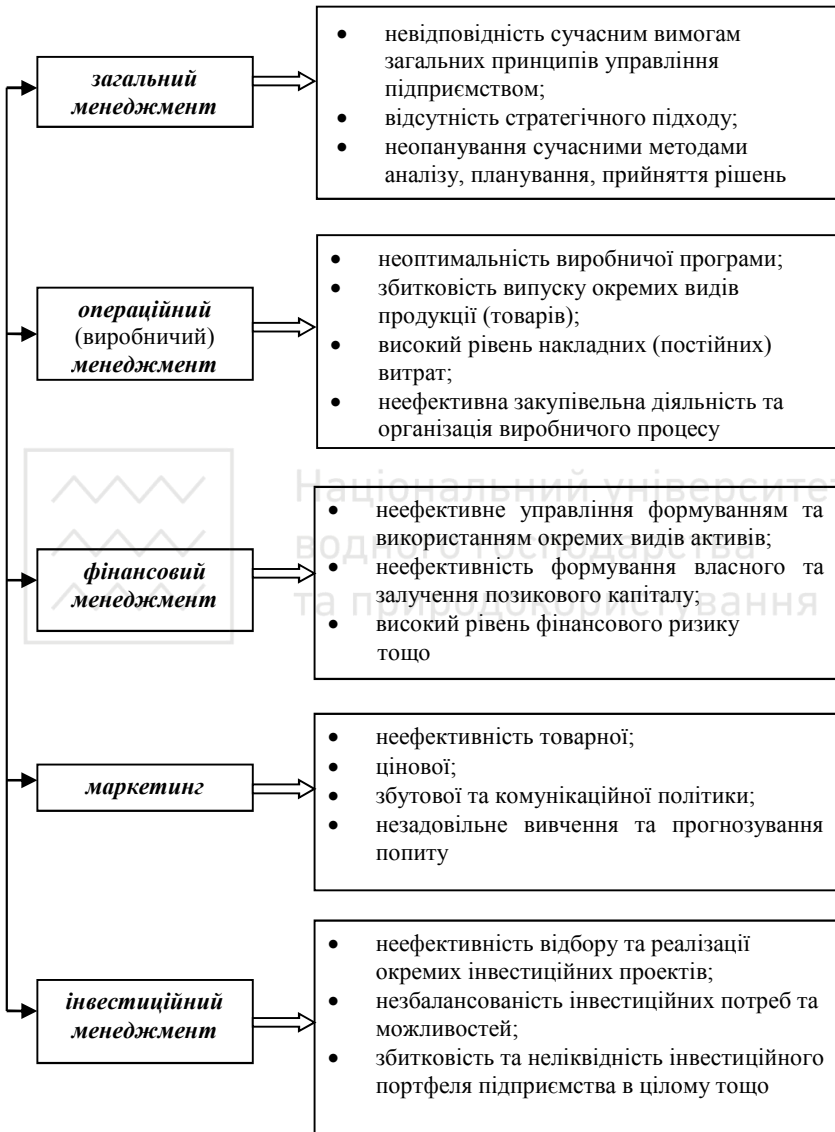 загальний
менеджмент
• невідповідність сучасним вимогам
загальних принципів управління
підприємством;
• відсутність стратегічного підходу;
• неопанування сучасними методами
аналізу, планування, прийняття рішень
операційний
(виробничий)
менеджмент
• неоптимальність виробничої програми;
• збитковість випуску окремих видів
продукції (товарів);
• високий рівень накладних (постійних)
витрат;
• неефективна закупівельна діяльність та
організація виробничого процесу
Національний університе
водного господарства
та природокористування
фінансовий
менеджмент
• неефективне управління формуванням та
використанням окремих видів активів;
• неефективність формування власного та
залучення позикового капіталу;
• високий рівень фінансового ризику
тощо
маркетинг
• неефективність товарної;
• цінової;
• збутової та комунікаційної політики;
• незадовільне вивчення та прогнозування
попиту
інвестиційний
менеджмент
• неефективність відбору та реалізації
окремих інвестиційних проектів;
• незбалансованість інвестиційних потреб та
можливостей;
• збитковість та неліквідність інвестиційного
портфеля підприємства в цілому тощо